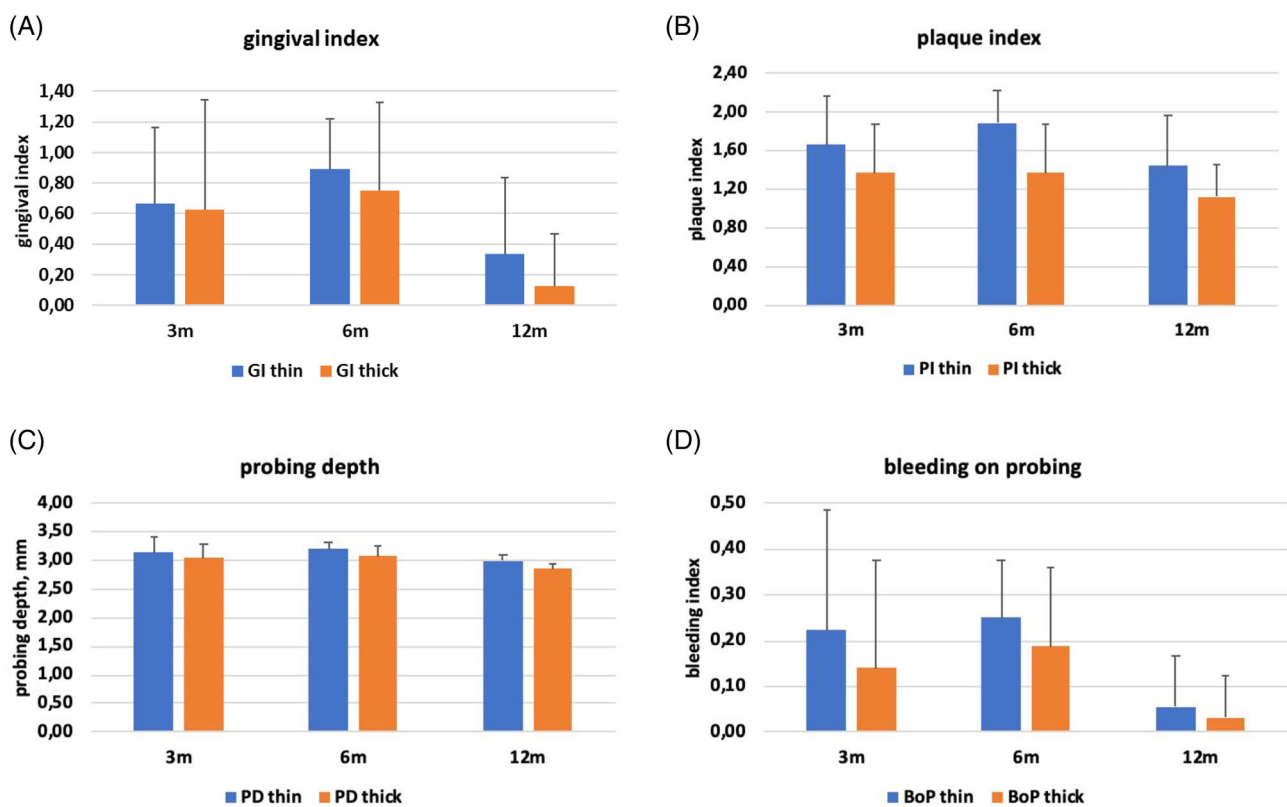 (A)
gingival index
gingival index
1,40
1,20
1,00
0,80
0,60
0,40
0,20
0,00
3m 6m 12m
GI thin GI thick
(B)
plaque index
plaque index
2,40
2,00
1,60
1,20
0,80
0,40
0,00
3m 6m 12m
PI thin PI thick
(C)
probing depth
probing depth, mm
4,00
3,50
3,00
2,50
2,00
1,50
1,00
0,50
0,00
3m 6m 12m
PD thin PD thick
(D)
bleeding on probing
bleeding index
0,50
0,40
0,30
0,20
0,10
0,00
3m 6m 12m
BoP thin BoP thick